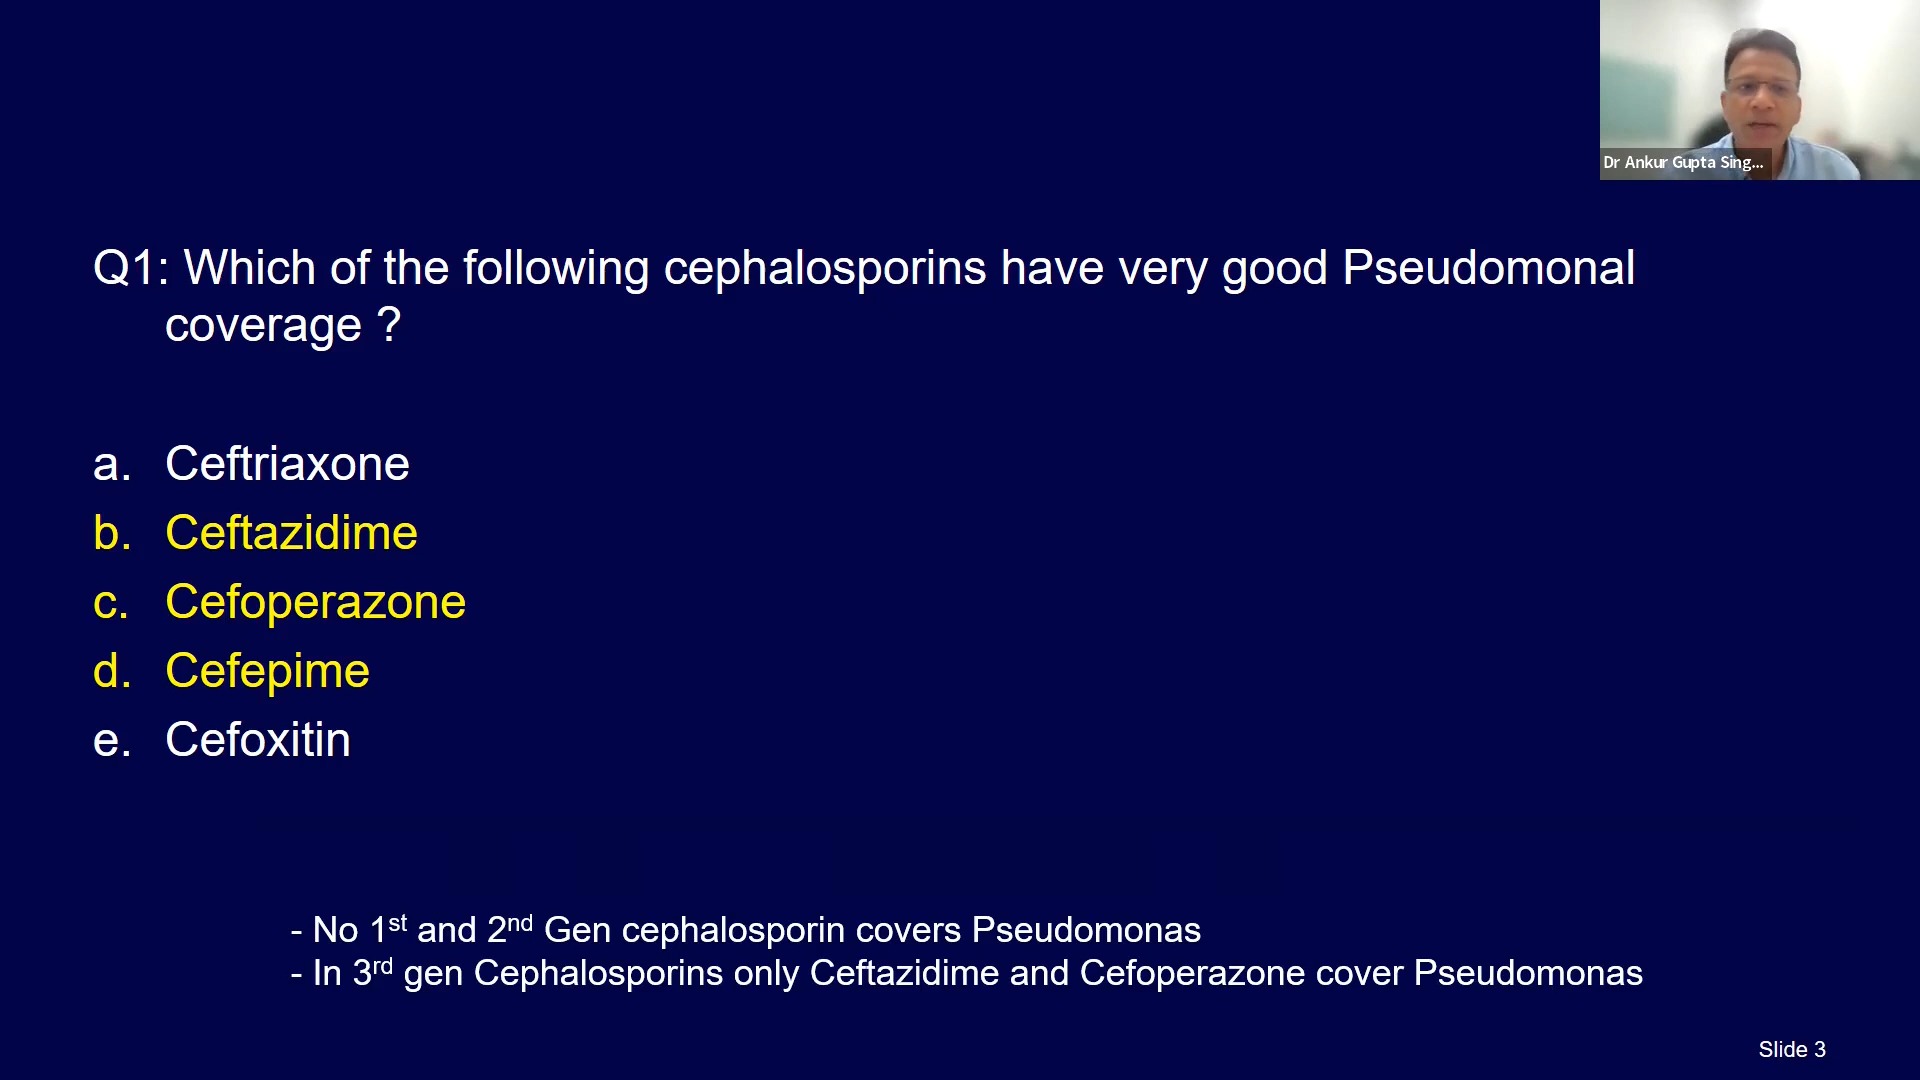 Dr Ankur Gupta Sing...
Q1: Which of the following cephalosporins have very good Pseudomonal
coverage ?
a. Ceftriaxone
b. Ceftazidime
c. Cefoperazone
d. Cefepime
e. Cefoxitin
- No 1st and 2nd Gen cephalosporin covers Pseudomonas
- In 3rd gen Cephalosporins only Ceftazidime and Cefoperazone cover Pseudomonas
Slide 3